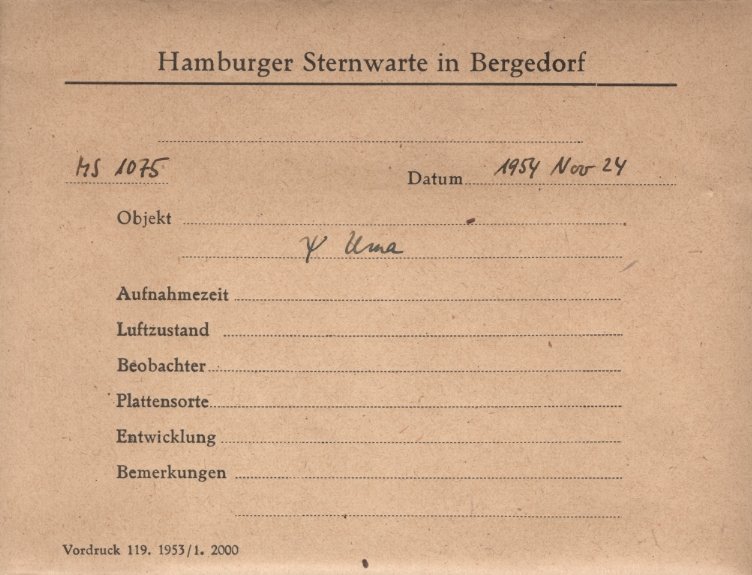 Hamburger Sternwarte in Bergedorf
HS 1075 Datum 1954 Nov 24
Objekt
ψ Uma
Aufnahmezeit
Luftzustand
Beobachter
Plattensorte
Entwicklung
Bemerkungen
Vordruck 119. 1953/1. 2000